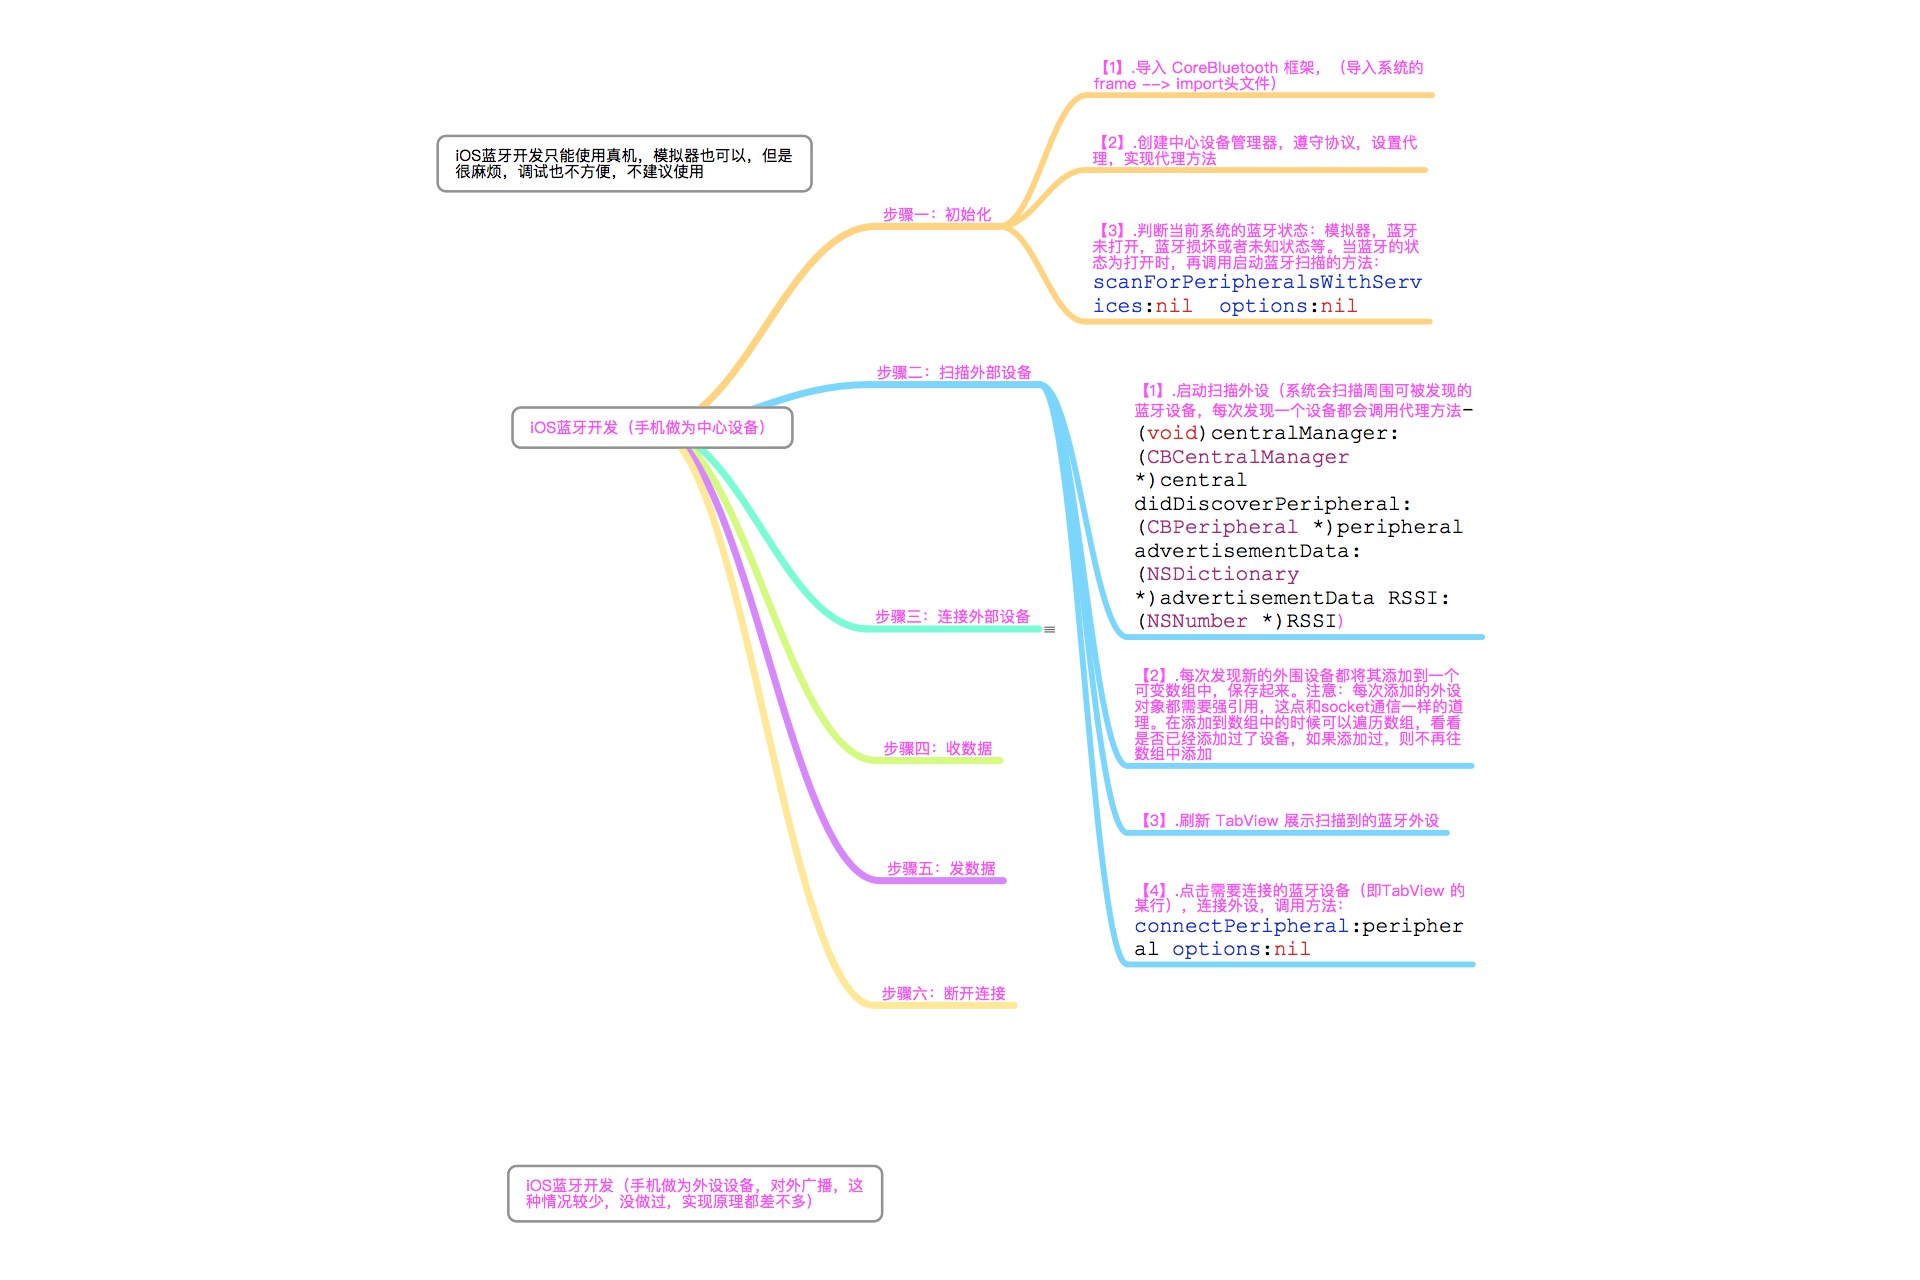 iOS蓝牙开发只能使用真机，模拟器也可以，但是
很麻烦，调试也不方便，不建议使用
iOS蓝牙开发（手机做为中心设备）
步骤一：初始化
【1】.导入 CoreBluetooth 框架，（导入系统的
frame --> import头文件）
【2】.创建中心设备管理器，遵守协议，设置代
理，实现代理方法
【3】.判断当前系统的蓝牙状态：模拟器，蓝牙
未打开，蓝牙损坏或者未知状态等。当蓝牙的状
态为打开时，再调用启动蓝牙扫描的方法：
scanForPeripheralsWithServ
ices:nil  options:nil
步骤二：扫描外部设备
【1】.启动扫描外设（系统会扫描周围可被发现的
蓝牙设备，每次发现一个设备都会调用代理方法-
(void)centralManager:
(CBCentralManager
*)central
didDiscoverPeripheral:
(CBPeripheral *)peripheral
advertisementData:
(NSDictionary
*)advertisementData RSSI:
(NSNumber *)RSSI）
【2】.每次发现新的外围设备都将其添加到一个
可变数组中，保存起来。注意：每次添加的外设
对象都需要强引用，这点和socket通信一样的道
理。在添加到数组中的时候可以遍历数组，看看
是否已经添加过了设备，如果添加过，则不再往
数组中添加
【3】.刷新 TabView 展示扫描到的蓝牙外设
【4】.点击需要连接的蓝牙设备（即TabView 的
某行），连接外设，调用方法：
connectPeripheral:peripher
al options:nil
步骤三：连接外部设备
步骤四：收数据
步骤五：发数据
步骤六：断开连接
iOS蓝牙开发（手机做为外设设备，对外广播，这
种情况较少，没做过，实现原理都差不多）